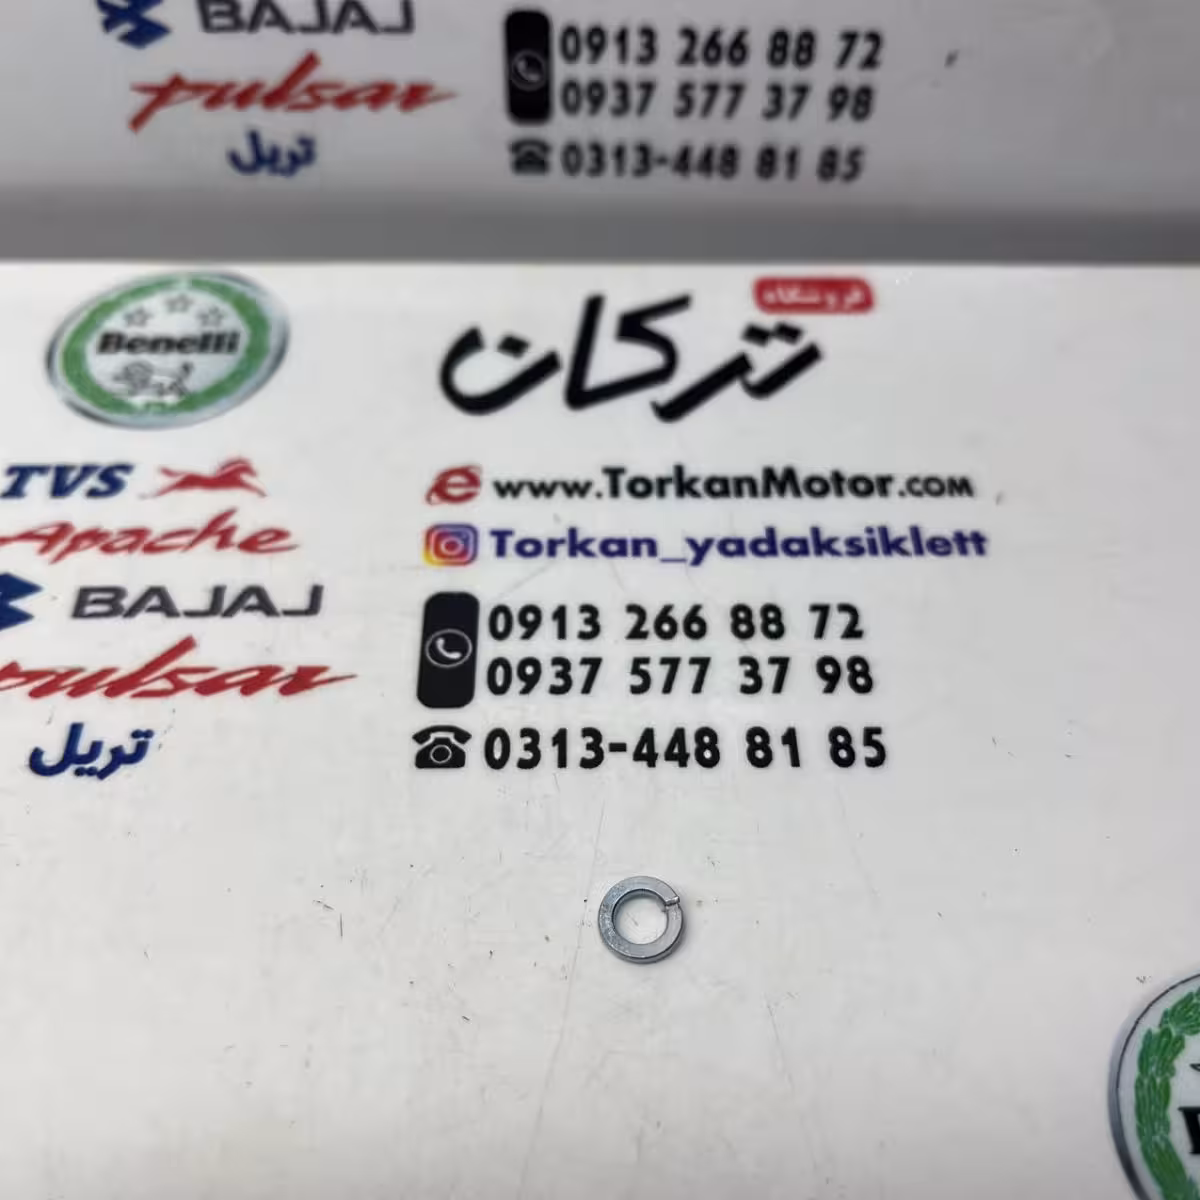 BAJAJ
pulsar
تریل
0913 266 88 72
0937 577 37 98
0313-448 81 85
Benelli
فروشگاه
ترکان
TVS
Apache
BAJAJ
pulsar
تریل
www.TorkanMotor.com
Torkan_yadaksiklett
0913 266 88 72
0937 577 37 98
0313-448 81 85